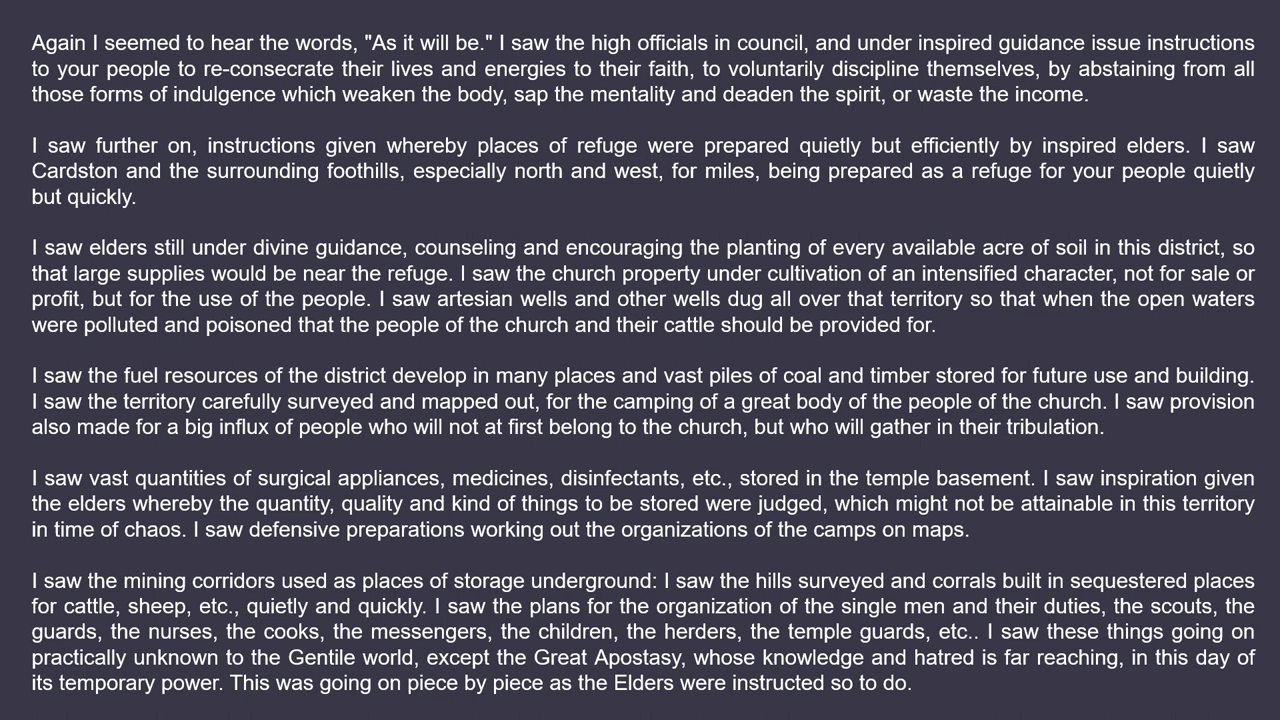 Again I seemed to hear the words, "As it will be." I saw the high officials in council, and under inspired guidance issue instructions
to your people to re-consecrate their lives and energies to their faith, to voluntarily discipline themselves, by abstaining from all
those forms of indulgence which weaken the body, sap the mentality and deaden the spirit, or waste the income.
I saw further on, instructions given whereby places of refuge were prepared quietly but efficiently by inspired elders. I saw
Cardston and the surrounding foothills, especially north and west, for miles, being prepared as a refuge for your people quietly
but quickly.
I saw elders still under divine guidance, counseling and encouraging the planting of every available acre of soil in this district, so
that large supplies would be near the refuge. I saw the church property under cultivation of an intensified character, not for sale or
profit, but for the use of the people. I saw artesian wells and other wells dug all over that territory so that when the open waters
were polluted and poisoned that the people of the church and their cattle should be provided for.
I saw the fuel resources of the district develop in many places and vast piles of coal and timber stored for future use and building.
I saw the territory carefully surveyed and mapped out, for the camping of a great body of the people of the church. I saw provision
also made for a big influx of people who will not at first belong to the church, but who will gather in their tribulation.
I saw vast quantities of surgical appliances, medicines, disinfectants, etc., stored in the temple basement. I saw inspiration given
the elders whereby the quantity, quality and kind of things to be stored were judged, which might not be attainable in this territory
in time of chaos. I saw defensive preparations working out the organizations of the camps on maps.
I saw the mining corridors used as places of storage underground: I saw the hills surveyed and corrals built in sequestered places
for cattle, sheep, etc., quietly and quickly. I saw the plans for the organization of the single men and their duties, the scouts, the
guards, the nurses, the cooks, the messengers, the children, the herders, the temple guards, etc.. I saw these things going on
practically unknown to the Gentile world, except the Great Apostasy, whose knowledge and hatred is far reaching, in this day of
its temporary power. This was going on piece by piece as the Elders were instructed so to do.